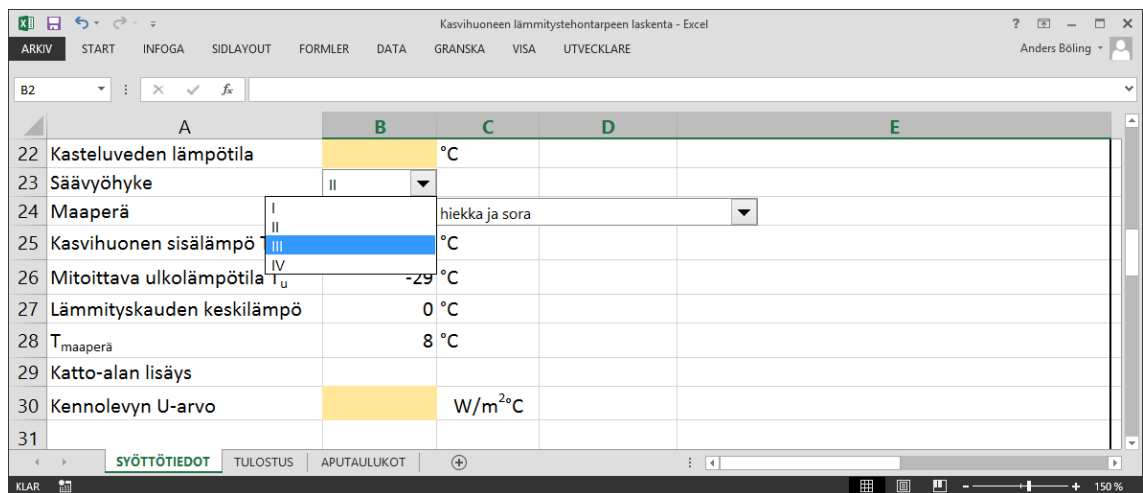 Kasvihuoneen lämmitystehontarpeen laskenta - Excel ?
ARKIV START INFOGA SIDLAYOUT FORMLER DATA GRANSKA VISA UTVECKLARE Anders Böling
B2 fx
A B C D E
22 Kasteluveden lämpötila °C
23 Säävyöhyke II
24 Maaperä I hiekka ja sora
II
25 Kasvihuonen sisälämpö T III °C
IV
26 Mitoittava ulkolämpötila Tu -29 °C
27 Lämmityskauden keskilämpö 0 °C
28 Tmaaperä 8 °C
29 Katto-alan lisäys
30 Kennolevyn U-arvo W/m²°C
31
SYÖTTÖTIEDOT TULOSTUS APUTAULUKOT
KLAR 150 %